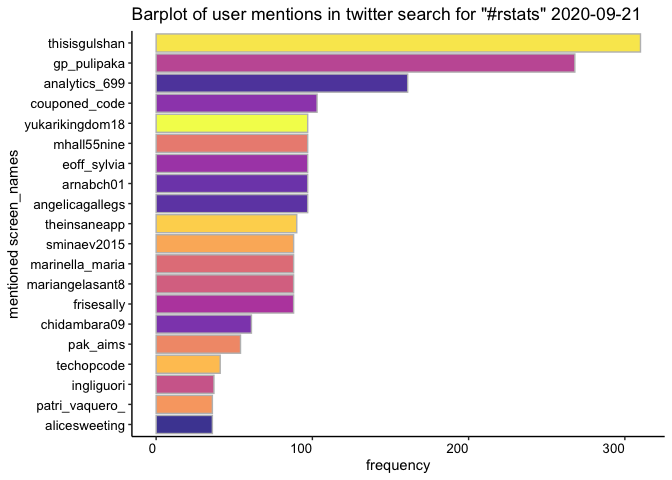 Barplot of user mentions in twitter search for "#rstats" 2020-09-21
thisisgulshan
gp_pulipaka
analytics_699
couponed_code
yukarikingdom18
mhall55nine
eoff_sylvia
arnabch01
angelicagallegs
theinsaneapp
sminaev2015
marinella_maria
mariangelasant8
frisesally
chidambara09
pak_aims
techopcode
ingliguori
patri_vaquero_
alicesweeting
mentioned screen_names
0 100 200 300
frequency